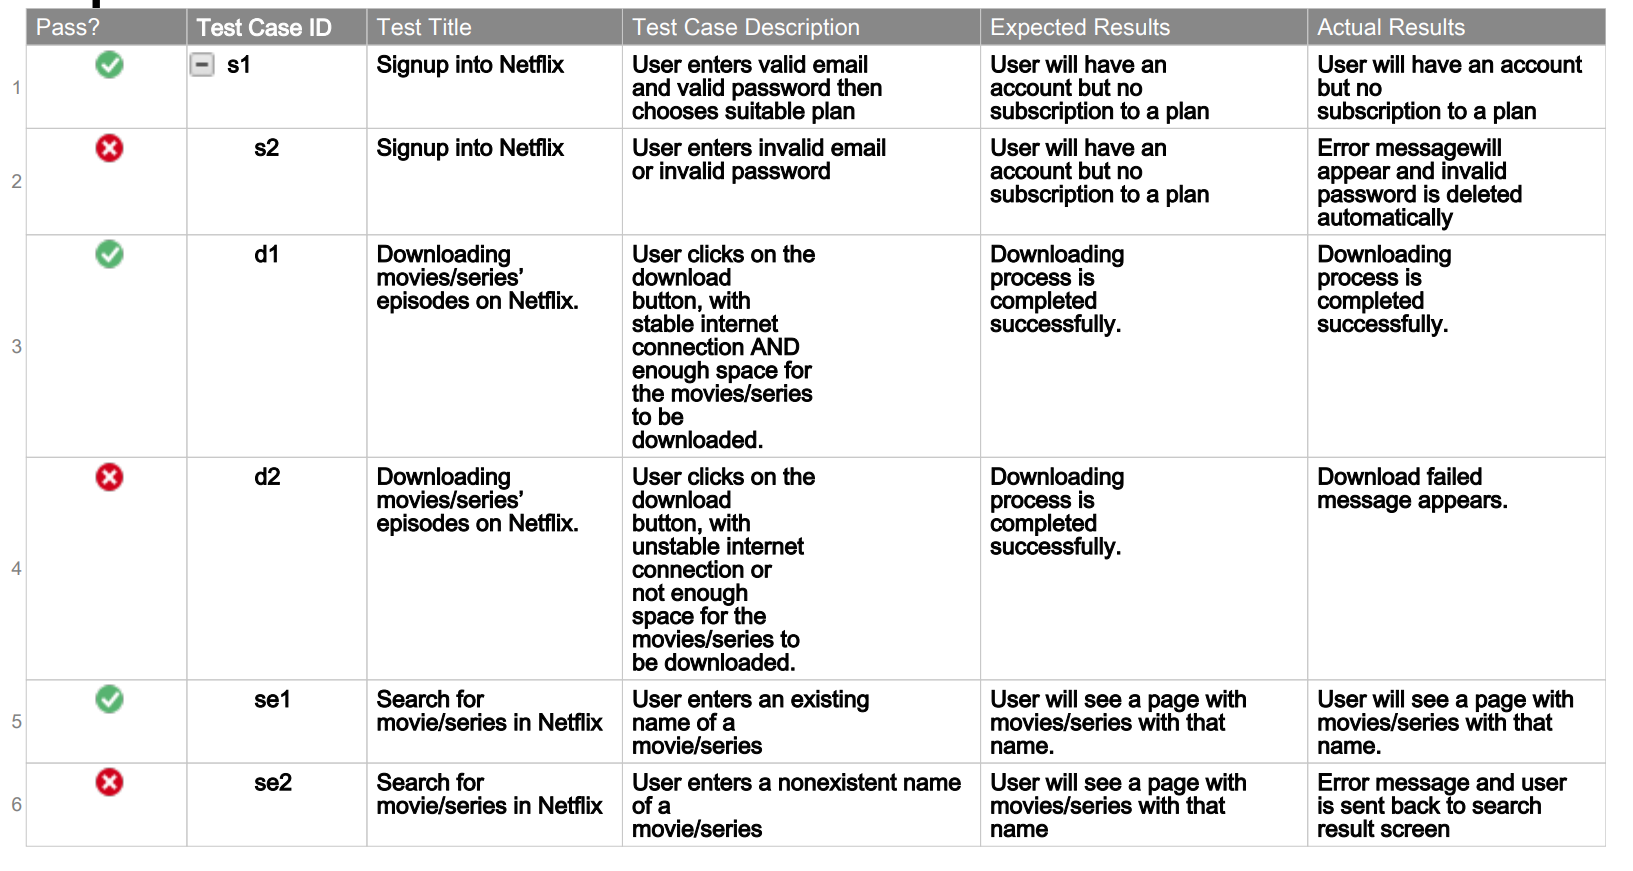 Pass? Test Case ID Test Title Test Case Description Expected Results Actual Results
1
s1
Signup into Netflix
User enters valid email
and valid password then
chooses suitable plan
User will have an
account but no
subscription to a plan
User will have an account
but no
subscription to a plan
2
s2
Signup into Netflix
User enters invalid email
or invalid password
User will have an
account but no
subscription to a plan
Error messagewill
appear and invalid
password is deleted
automatically
3
d1
Downloading
movies/series’
episodes on Netflix.
User clicks on the
download
button, with
stable internet
connection AND
enough space for
the movies/series
to be
downloaded.
Downloading
process is
completed
successfully.
Downloading
process is
completed
successfully.
4
d2
Downloading
movies/series’
episodes on Netflix.
User clicks on the
download
button, with
unstable internet
connection or
not enough
space for the
movies/series to
be downloaded.
Downloading
process is
completed
successfully.
Download failed
message appears.
5
se1
Search for
movie/series in Netflix
User enters an existing
name of a
movie/series
User will see a page with
movies/series with that
name.
User will see a page with
movies/series with that
name.
6
se2
Search for
movie/series in Netflix
User enters a nonexistent name
of a
movie/series
User will see a page with
movies/series with that
name
Error message and user
is sent back to search
result screen